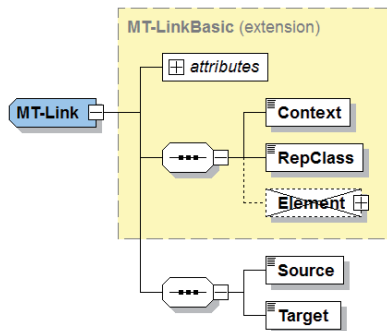 MT-LinkBasic (extension)
attributes
MT-Link
Context
RepClass
Element
Source
Target